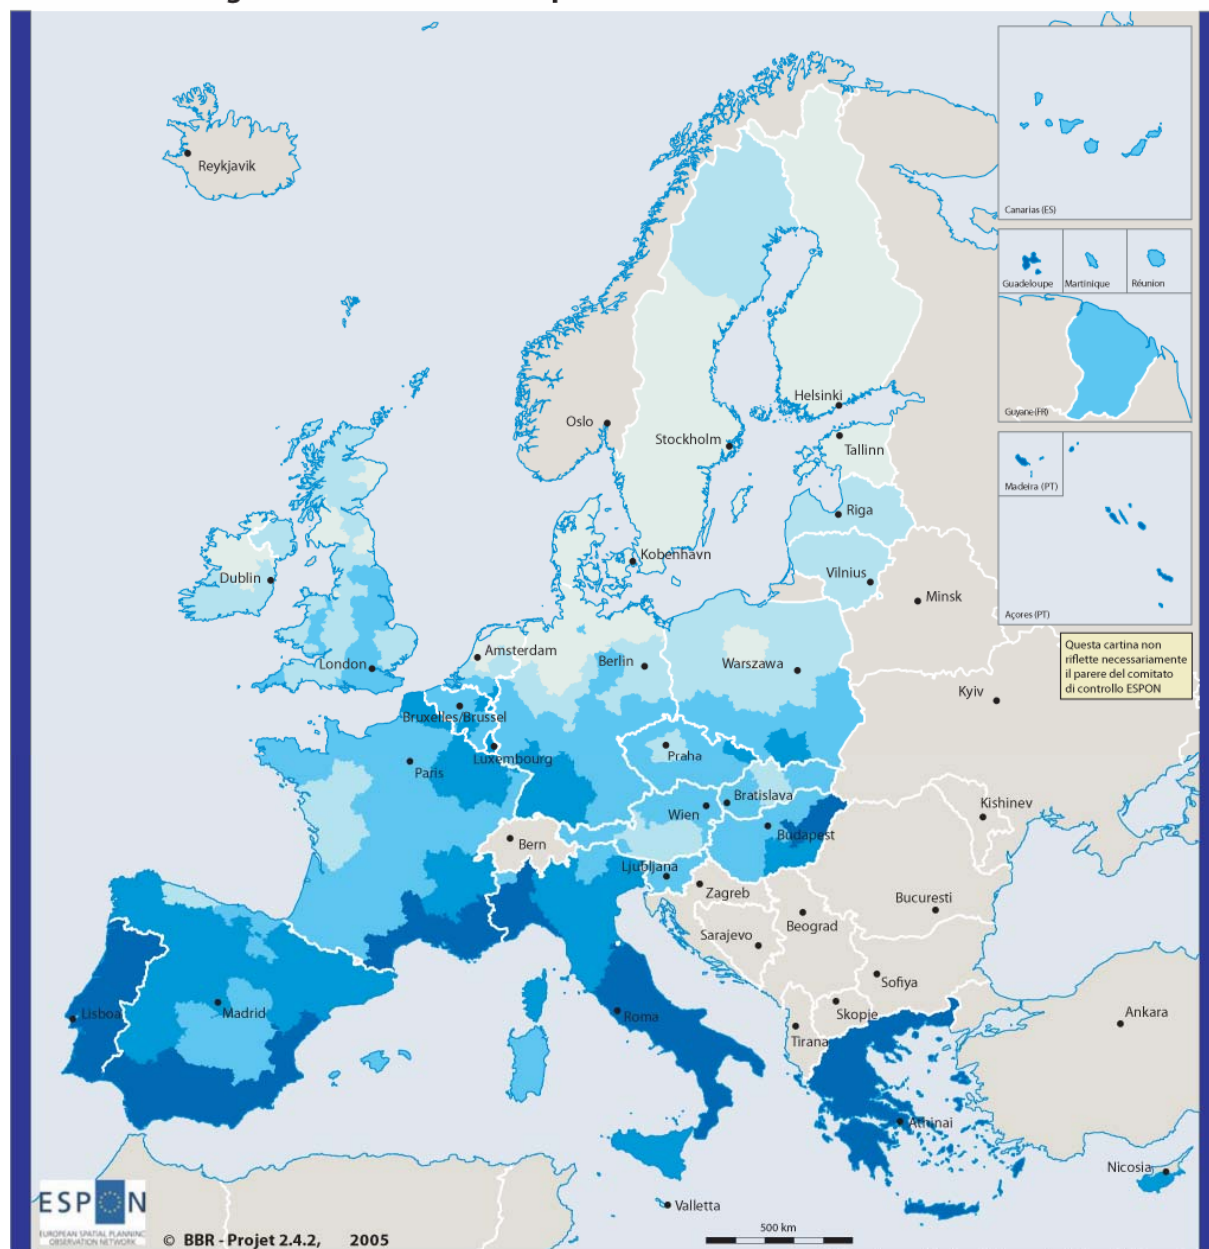 Reykjavik
Canarias (ES)
Guadeloupe
Martinique
Réunion
Guyane (FR)
Helsinki
Oslo
Stockholm
Tallinn
Madeira (PT)
Riga
Kobenhavn
Dublin
Vilnius
Minsk
Açores (PT)
Questa cartina non
riflette necessariamente
il parere del comitato
di controllo ESPON
Amsterdam
London
Berlin
Warszawa
Kyiv
Bruxelles/Brussel
Luxembourg
Praha
Paris
Bratislava
Wien
Kishinev
Budapest
Bern
Ljubljana
Zagreb
Bucuresti
Beograd
Sarajevo
Sofiya
Lisboa
Madrid
Roma
Skopje
Ankara
Tirana
Athinai
Nicosia
Valletta
ESPON
EUROPEAN SPATIAL PLANNING
OBSERVATION NETWORK
500 km
© BBR - Projet 2.4.2, 2005